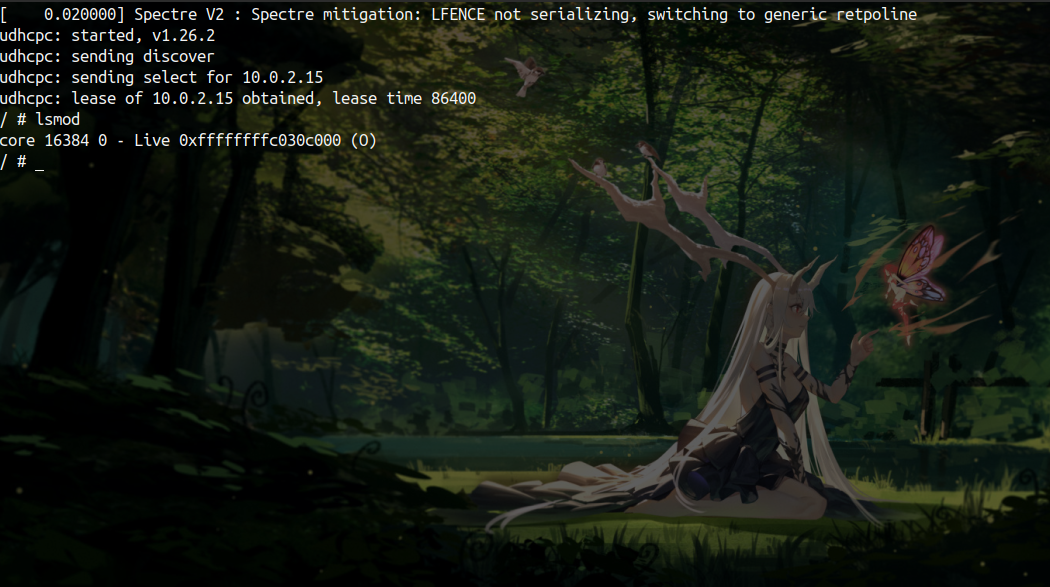 [    0.020000] Spectre V2 : Spectre mitigation: LFENCE not serializing, switching to generic retpoline
udhcpc: started, v1.26.2
udhcpc: sending discover
udhcpc: sending select for 10.0.2.15
udhcpc: lease of 10.0.2.15 obtained, lease time 86400
/ # lsmod
core 16384 0 - Live 0xffffffffc030c000 (O)
/ # _